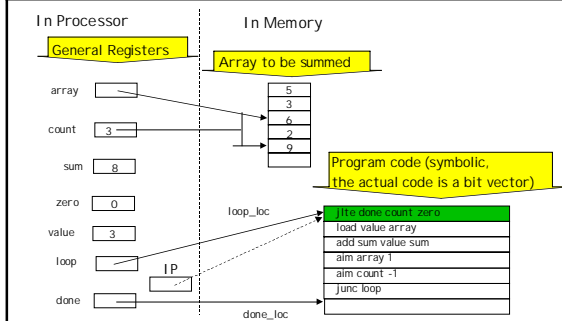 In Processor
In Memory
General Registers
Array to be summed
array
count
3
sum
8
zero
0
value
3
loop
IP
done
5
3
6
2
9
Program code (symbolic,
the actual code is a bit vector)
loop_loc
jlte done count zero
load value array
add sum value sum
aim array 1
aim count -1
junc loop
done_loc